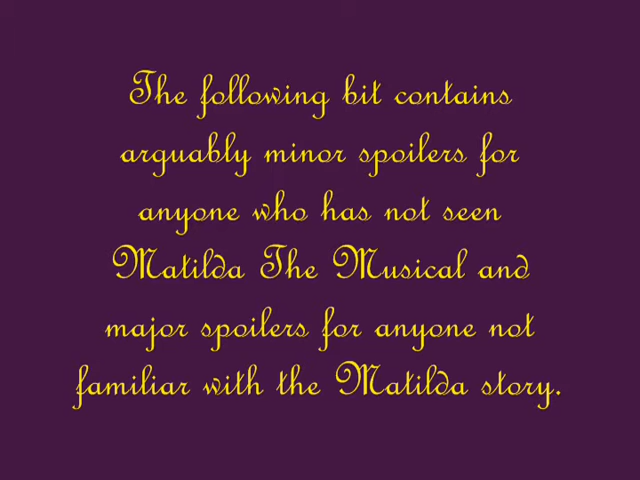 The following bit contains
arguably minor spoilers for
anyone who has not seen
Matilda The Musical and
major spoilers for anyone not
familiar with the Matilda story.